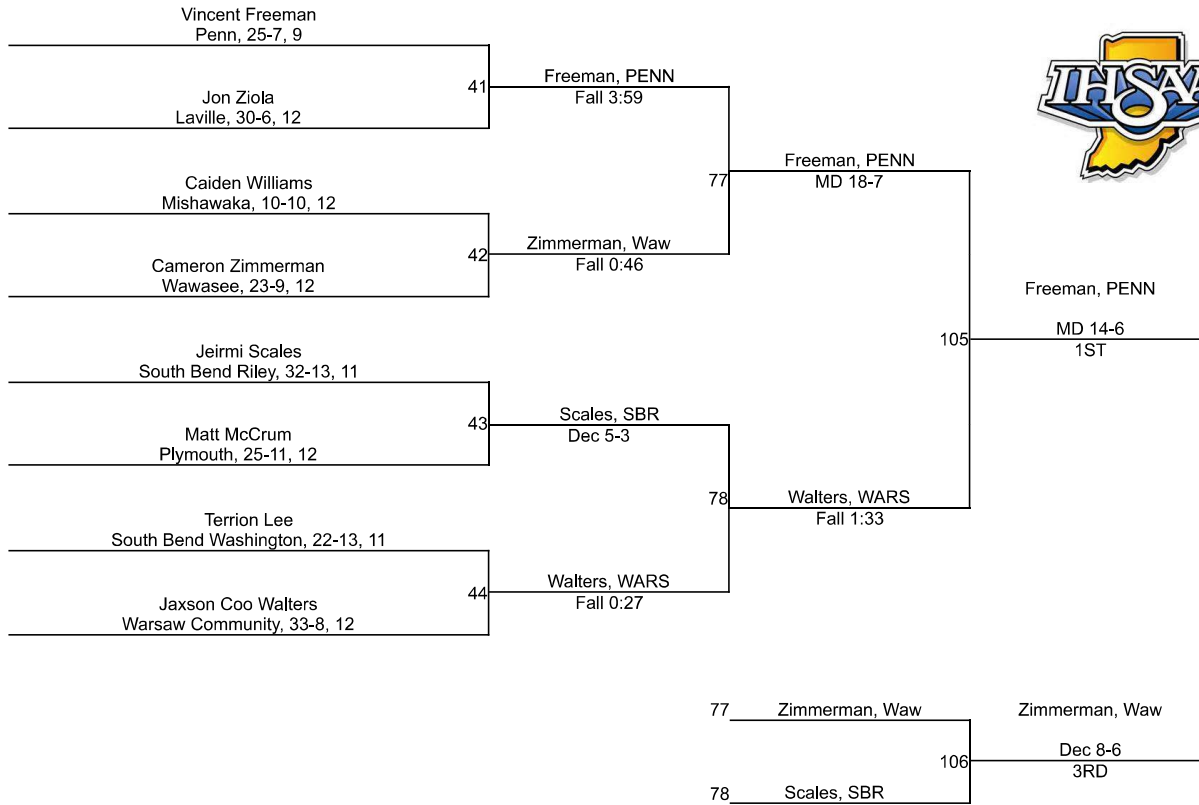 Vincent Freeman
Penn, 25-7, 9
Jon Ziola
Laville, 30-6, 12
Caiden Williams
Mishawaka, 10-10, 12
Cameron Zimmerman
Wawasee, 23-9, 12
Jeirmi Scales
South Bend Riley, 32-13, 11
Matt McCrum
Plymouth, 25-11, 12
Terrion Lee
South Bend Washington, 22-13, 11
Jaxson Coo Walters
Warsaw Community, 33-8, 12
41
Freeman, PENN
Fall 3:59
42
Zimmerman, Waw
Fall 0:46
43
Scales, SBR
Dec 5-3
44
Walters, WARS
Fall 0:27
77
Freeman, PENN
MD 18-7
78
Walters, WARS
Fall 1:33
105
Freeman, PENN
MD 14-6
1ST
IHSAA
77
Zimmerman, Waw
78
Scales, SBR
106
Zimmerman, Waw
Dec 8-6
3RD